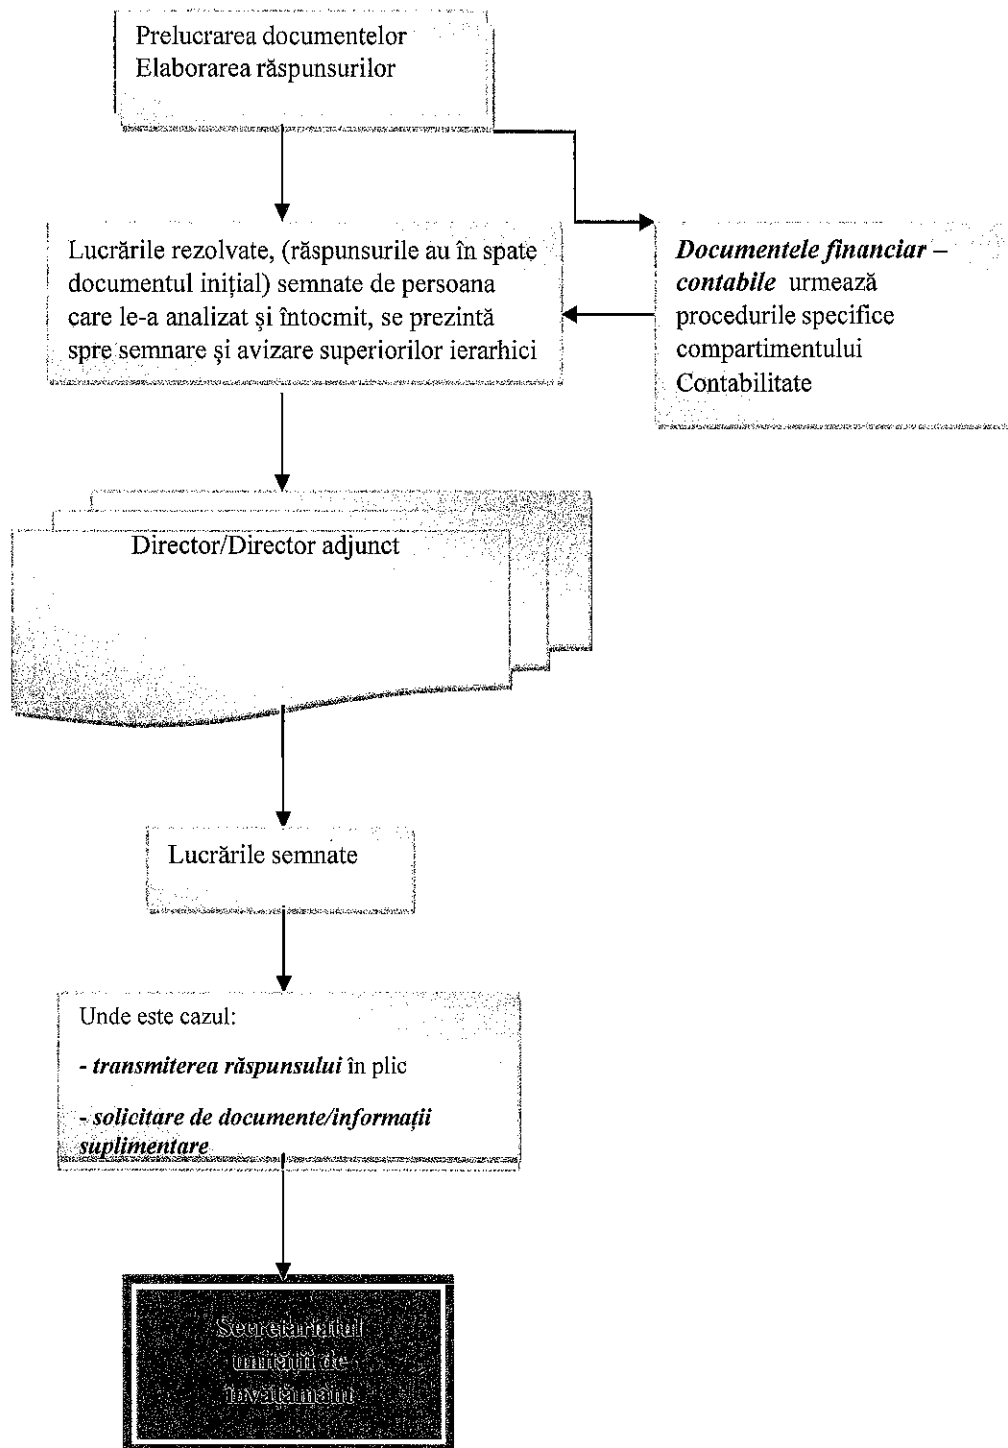 Prelucrarea documentelor
Elaborarea răspunsurilor
Lucrările rezolvate, (răspunsurile au în spate
documentul inițial) semnate de persoana
care le-a analizat și întocmit, se prezintă
spre semnare și avizare superiorilor ierarhici
Documentele financiar –
contabile urmează
procedurile specifice
compartimentului
Contabilitate
Director/Director adjunct
Lucrările semnate
Unde este cazul:
- transmiterea răspunsului în plic
- solicitare de documente/informații
suplimentare
Secretariatul
unității de
învățământ